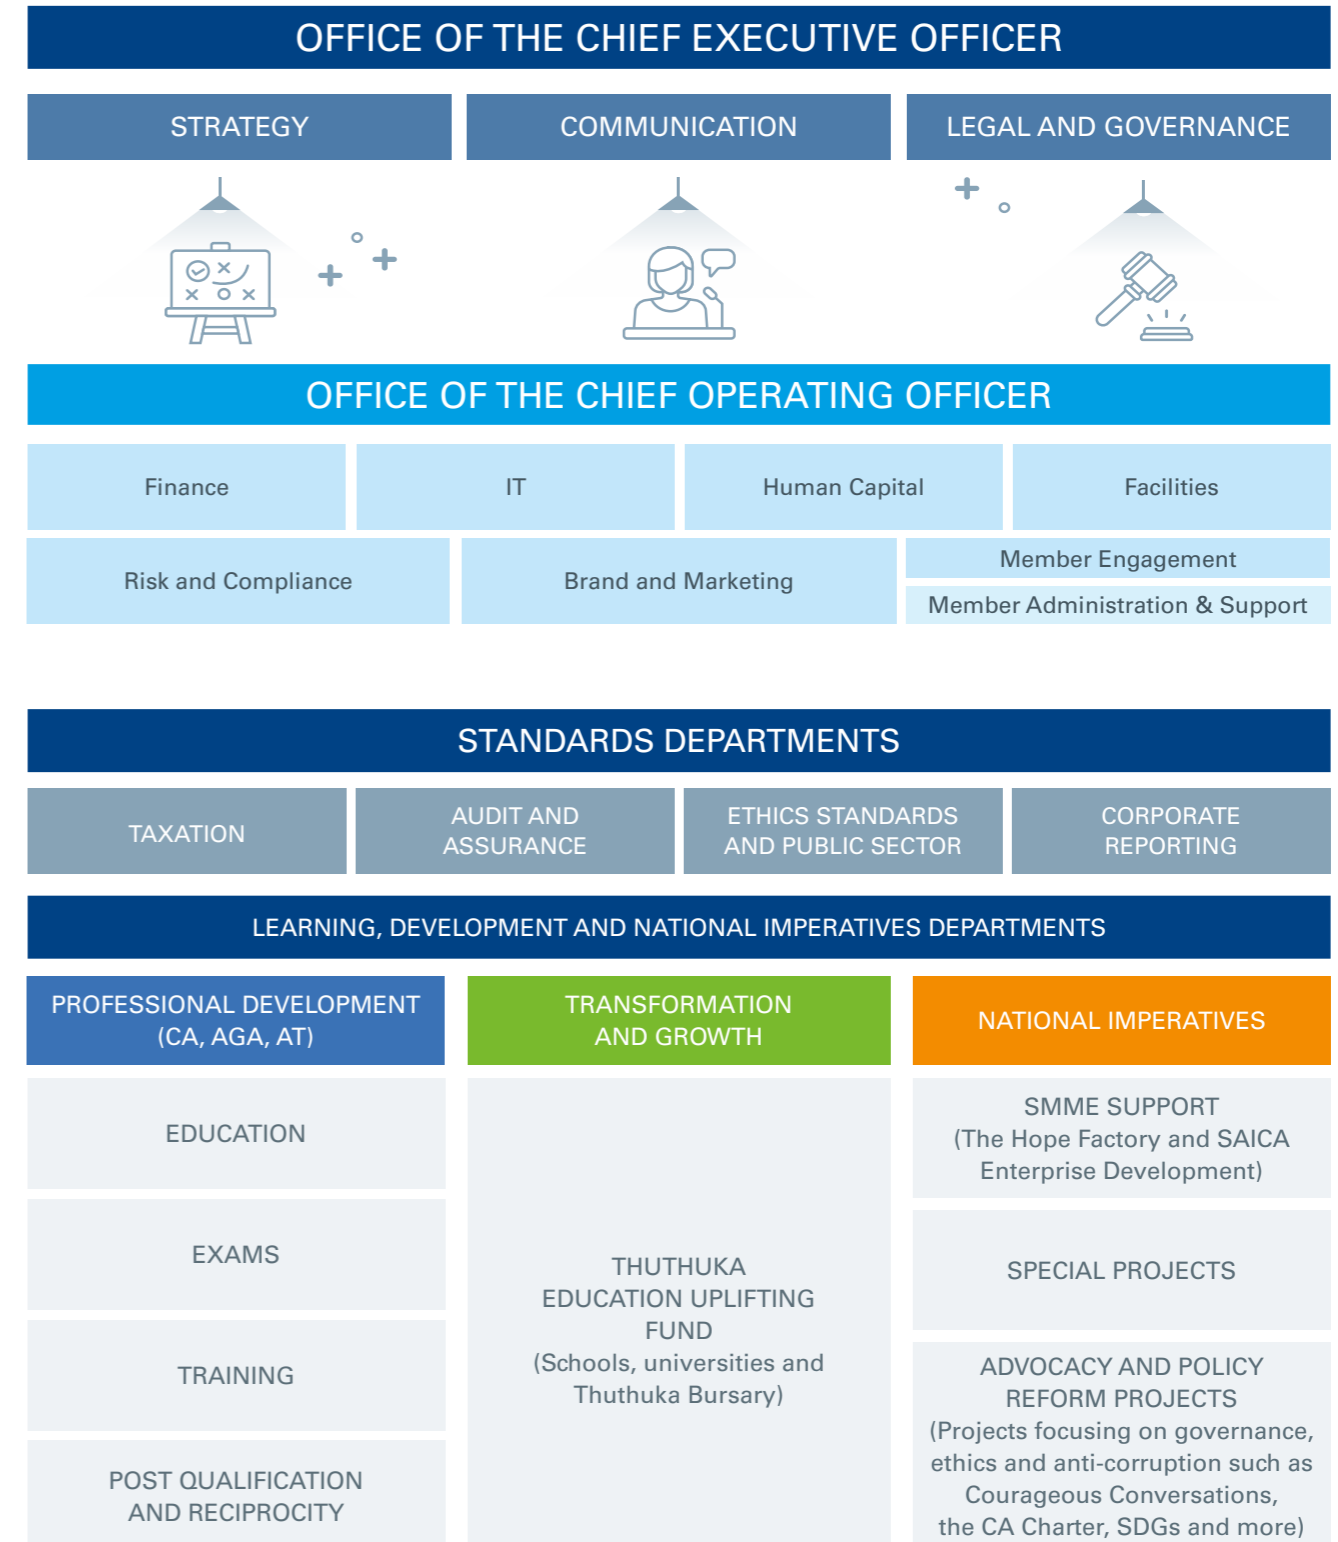 OFFICE OF THE CHIEF EXECUTIVE OFFICER
STRATEGY
COMMUNICATION
LEGAL AND GOVERNANCE
OFFICE OF THE CHIEF OPERATING OFFICER
Finance
IT
Human Capital
Facilities
Risk and Compliance
Brand and Marketing
Member Engagement
Member Administration & Support
STANDARDS DEPARTMENTS
TAXATION
AUDIT AND
ASSURANCE
ETHICS STANDARDS
AND PUBLIC SECTOR
CORPORATE
REPORTING
LEARNING, DEVELOPMENT AND NATIONAL IMPERATIVES DEPARTMENTS
PROFESSIONAL DEVELOPMENT
(CA, AGA, AT)
EDUCATION
EXAMS
TRAINING
POST QUALIFICATION
AND RECIPROCITY
TRANSFORMATION
AND GROWTH
THUTHUKA
EDUCATION UPLIFTING
FUND
(Schools, universities and
Thuthuka Bursary)
NATIONAL IMPERATIVES
SMME SUPPORT
(The Hope Factory and SAICA
Enterprise Development)
SPECIAL PROJECTS
ADVOCACY AND POLICY
REFORM PROJECTS
(Projects focusing on governance,
ethics and anti-corruption such as
Courageous Conversations,
the CA Charter, SDGs and more)